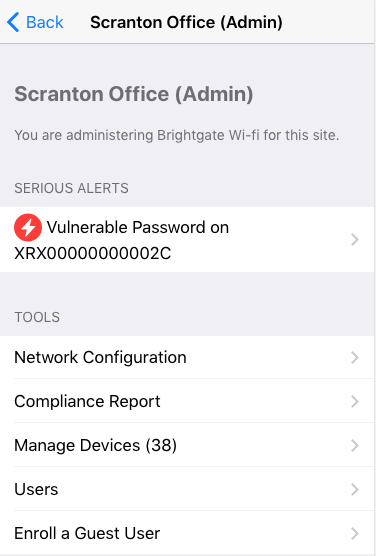 Back
Scranton Office (Admin)
Scranton Office (Admin)
You are administering Brightgate Wi-fi for this site.
SERIOUS ALERTS
Vulnerable Password on
XRX00000000002C
TOOLS
Network Configuration
Compliance Report
Manage Devices (38)
Users
Enroll a Guest User